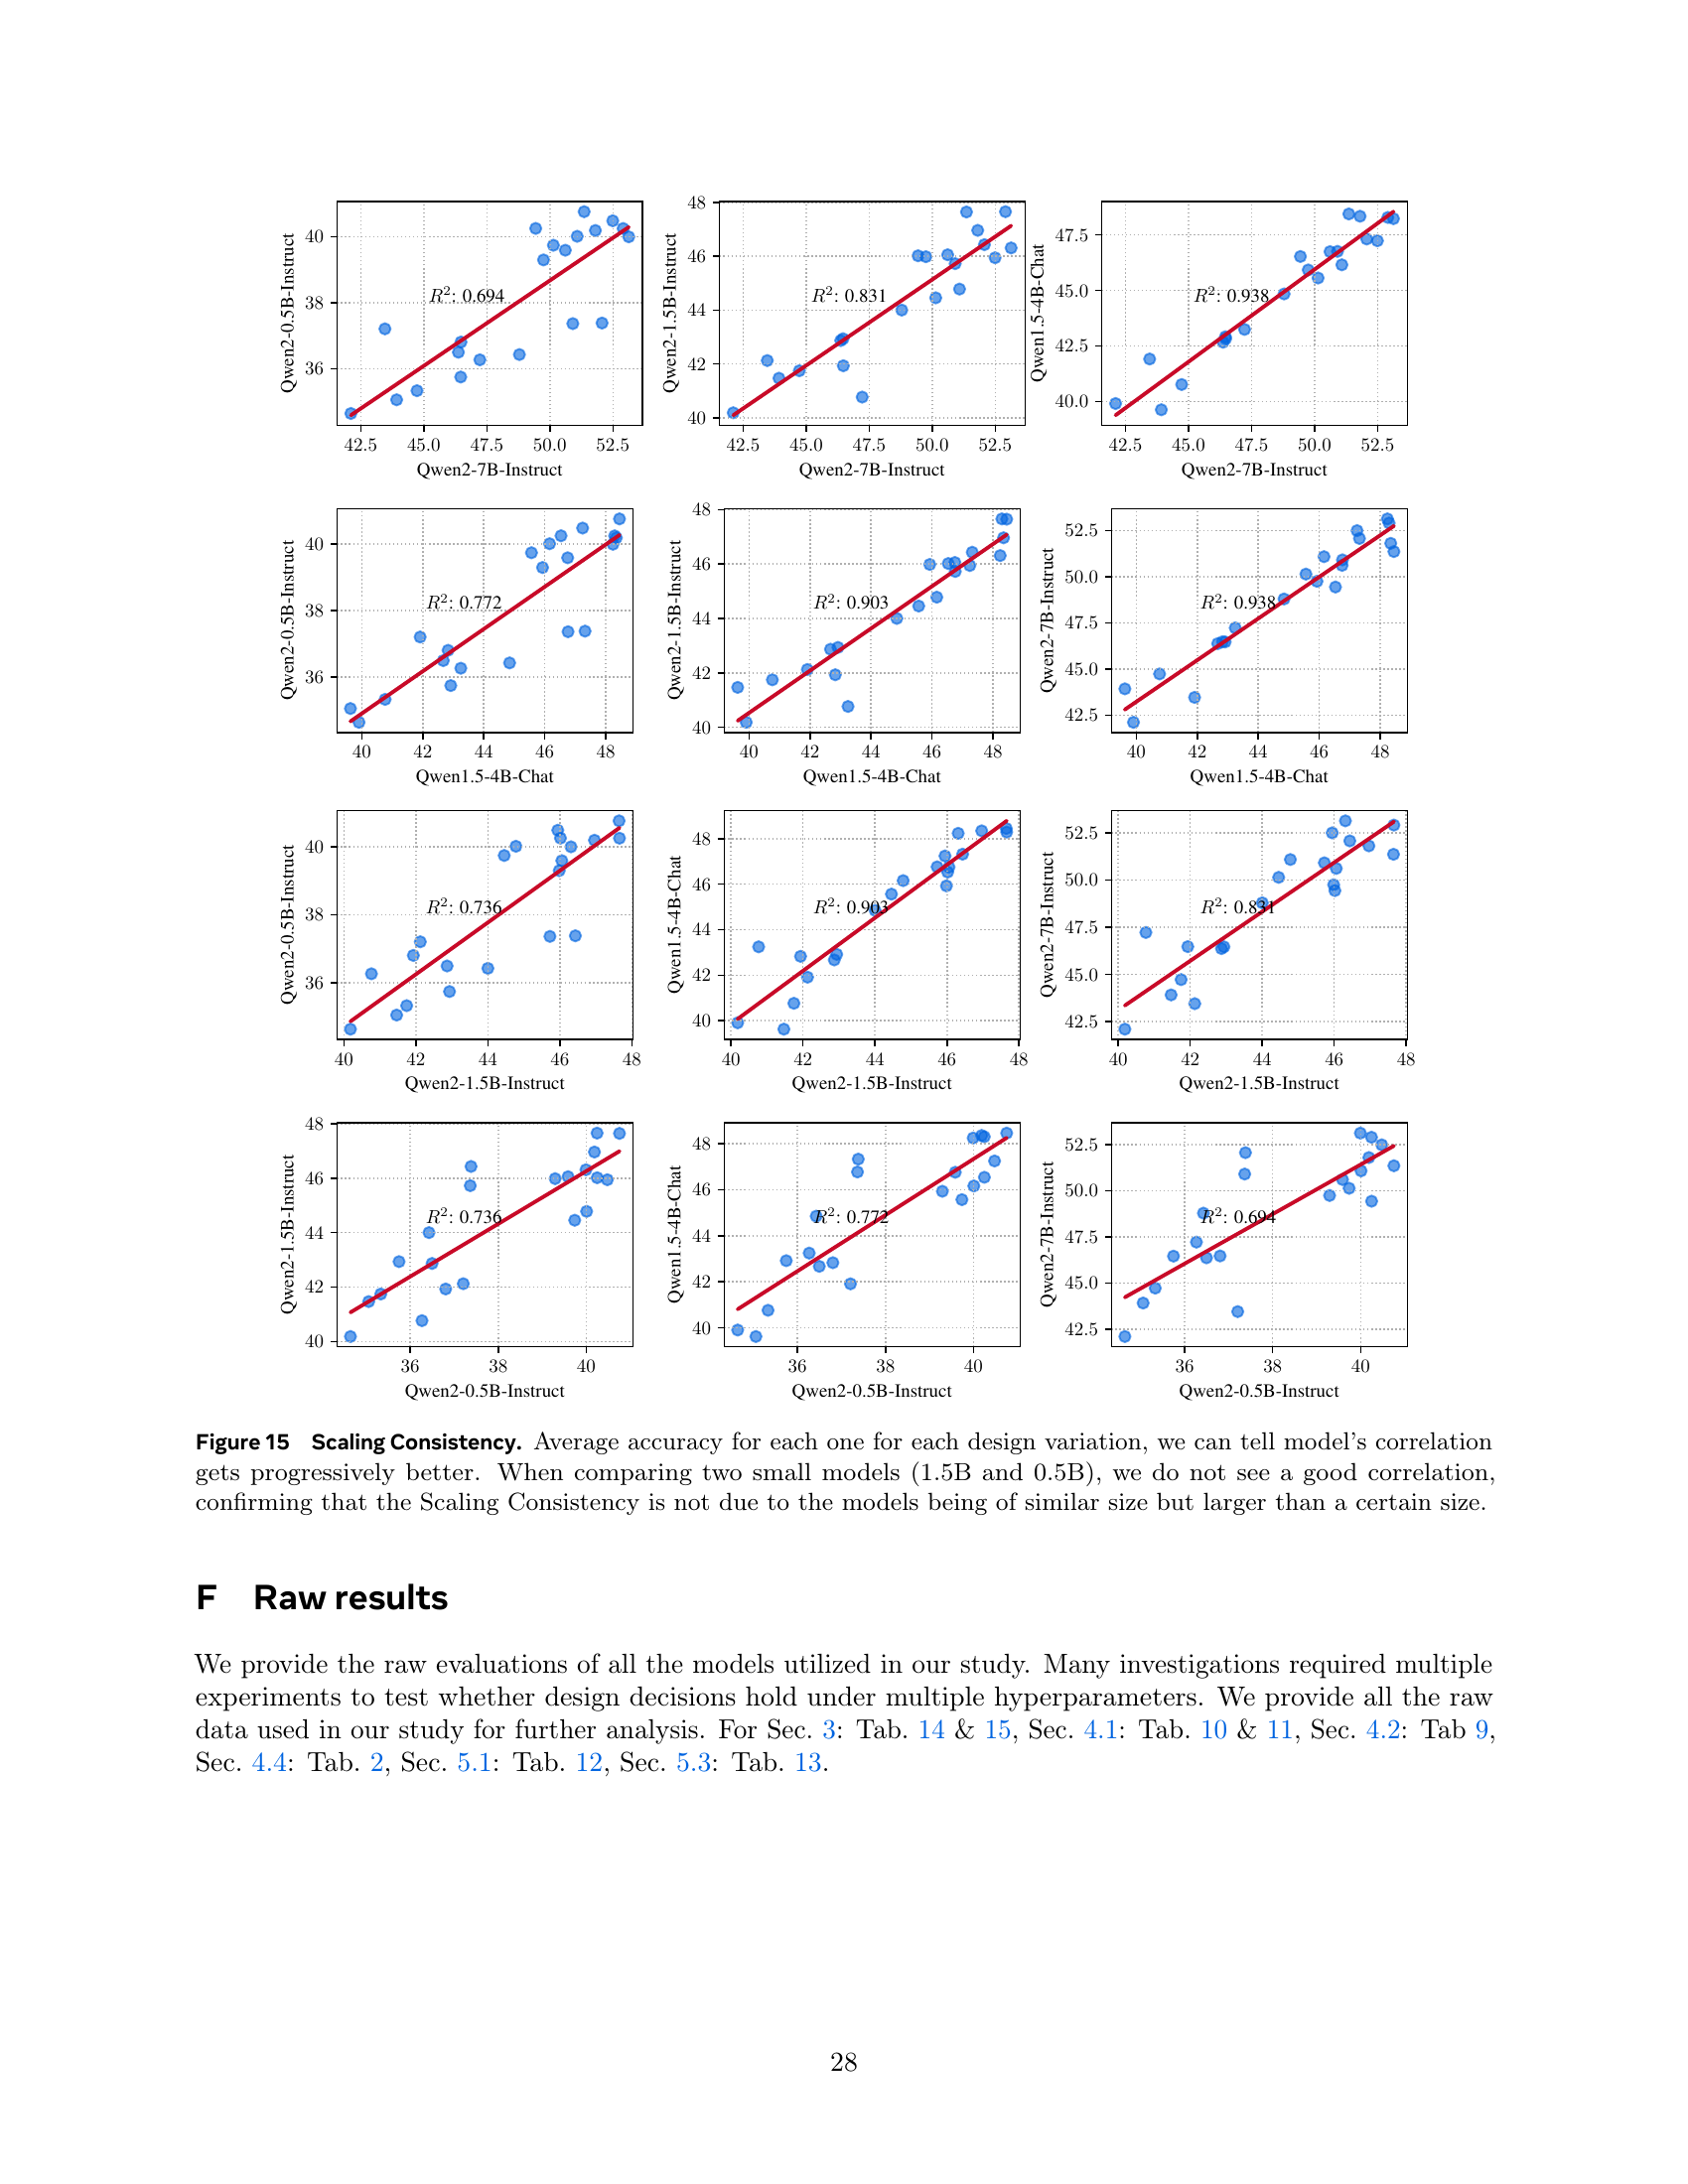 40
38
36
Qwen2-0.5B-Instruct
R²: 0.694
42.5 45.0 47.5 50.0 52.5
Qwen2-7B-Instruct
48
46
44
42
40
Qwen2-1.5B-Instruct
R²: 0.831
42.5 45.0 47.5 50.0 52.5
Qwen2-7B-Instruct
47.5
45.0
42.5
40.0
Qwen1.5-4B-Chat
R²: 0.938
42.5 45.0 47.5 50.0 52.5
Qwen2-7B-Instruct
40
38
36
Qwen2-0.5B-Instruct
R²: 0.772
40 42 44 46 48
Qwen1.5-4B-Chat
48
46
44
42
40
Qwen2-1.5B-Instruct
R²: 0.903
40 42 44 46 48
Qwen1.5-4B-Chat
52.5
50.0
47.5
45.0
42.5
Qwen2-7B-Instruct
R²: 0.938
40 42 44 46 48
Qwen1.5-4B-Chat
40
38
36
Qwen2-0.5B-Instruct
R²: 0.736
40 42 44 46 48
Qwen2-1.5B-Instruct
48
46
44
42
40
Qwen1.5-4B-Chat
R²: 0.903
40 42 44 46 48
Qwen2-1.5B-Instruct
52.5
50.0
47.5
45.0
42.5
Qwen2-7B-Instruct
R²: 0.831
40 42 44 46 48
Qwen2-1.5B-Instruct
48
46
44
42
40
Qwen2-1.5B-Instruct
R²: 0.736
36 38 40
Qwen2-0.5B-Instruct
48
46
44
42
40
Qwen1.5-4B-Chat
R²: 0.772
36 38 40
Qwen2-0.5B-Instruct
52.5
50.0
47.5
45.0
42.5
Qwen2-7B-Instruct
R²: 0.694
36 38 40
Qwen2-0.5B-Instruct
Figure 15 Scaling Consistency. Average accuracy for each one for each design variation, we can tell model's correlation
gets progressively better. When comparing two small models (1.5B and 0.5B), we do not see a good correlation,
confirming that the Scaling Consistency is not due to the models being of similar size but larger than a certain size.
F Raw results
We provide the raw evaluations of all the models utilized in our study. Many investigations required multiple
experiments to test whether design decisions hold under multiple hyperparameters. We provide all the raw
data used in our study for further analysis. For Sec. 3: Tab. 14 & 15, Sec. 4.1: Tab. 10 & 11, Sec. 4.2: Tab 9,
Sec. 4.4: Tab. 2, Sec. 5.1: Tab. 12, Sec. 5.3: Tab. 13.
28